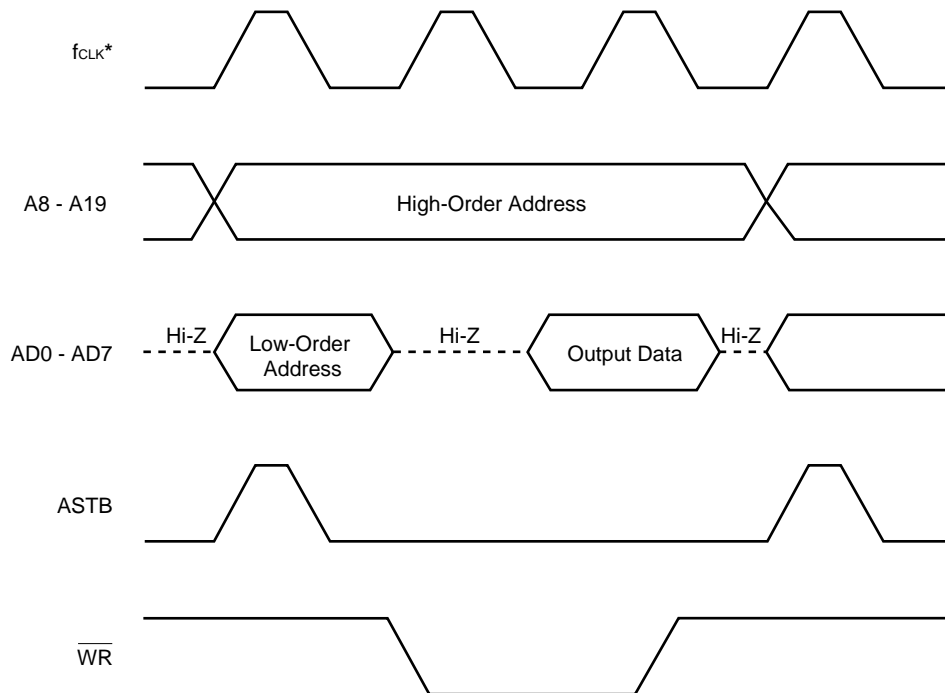 fCLK*
A8 - A19
High-Order Address
AD0 - AD7
Hi-Z
Low-Order
Address
Hi-Z
Output Data
Hi-Z
ASTB
WR